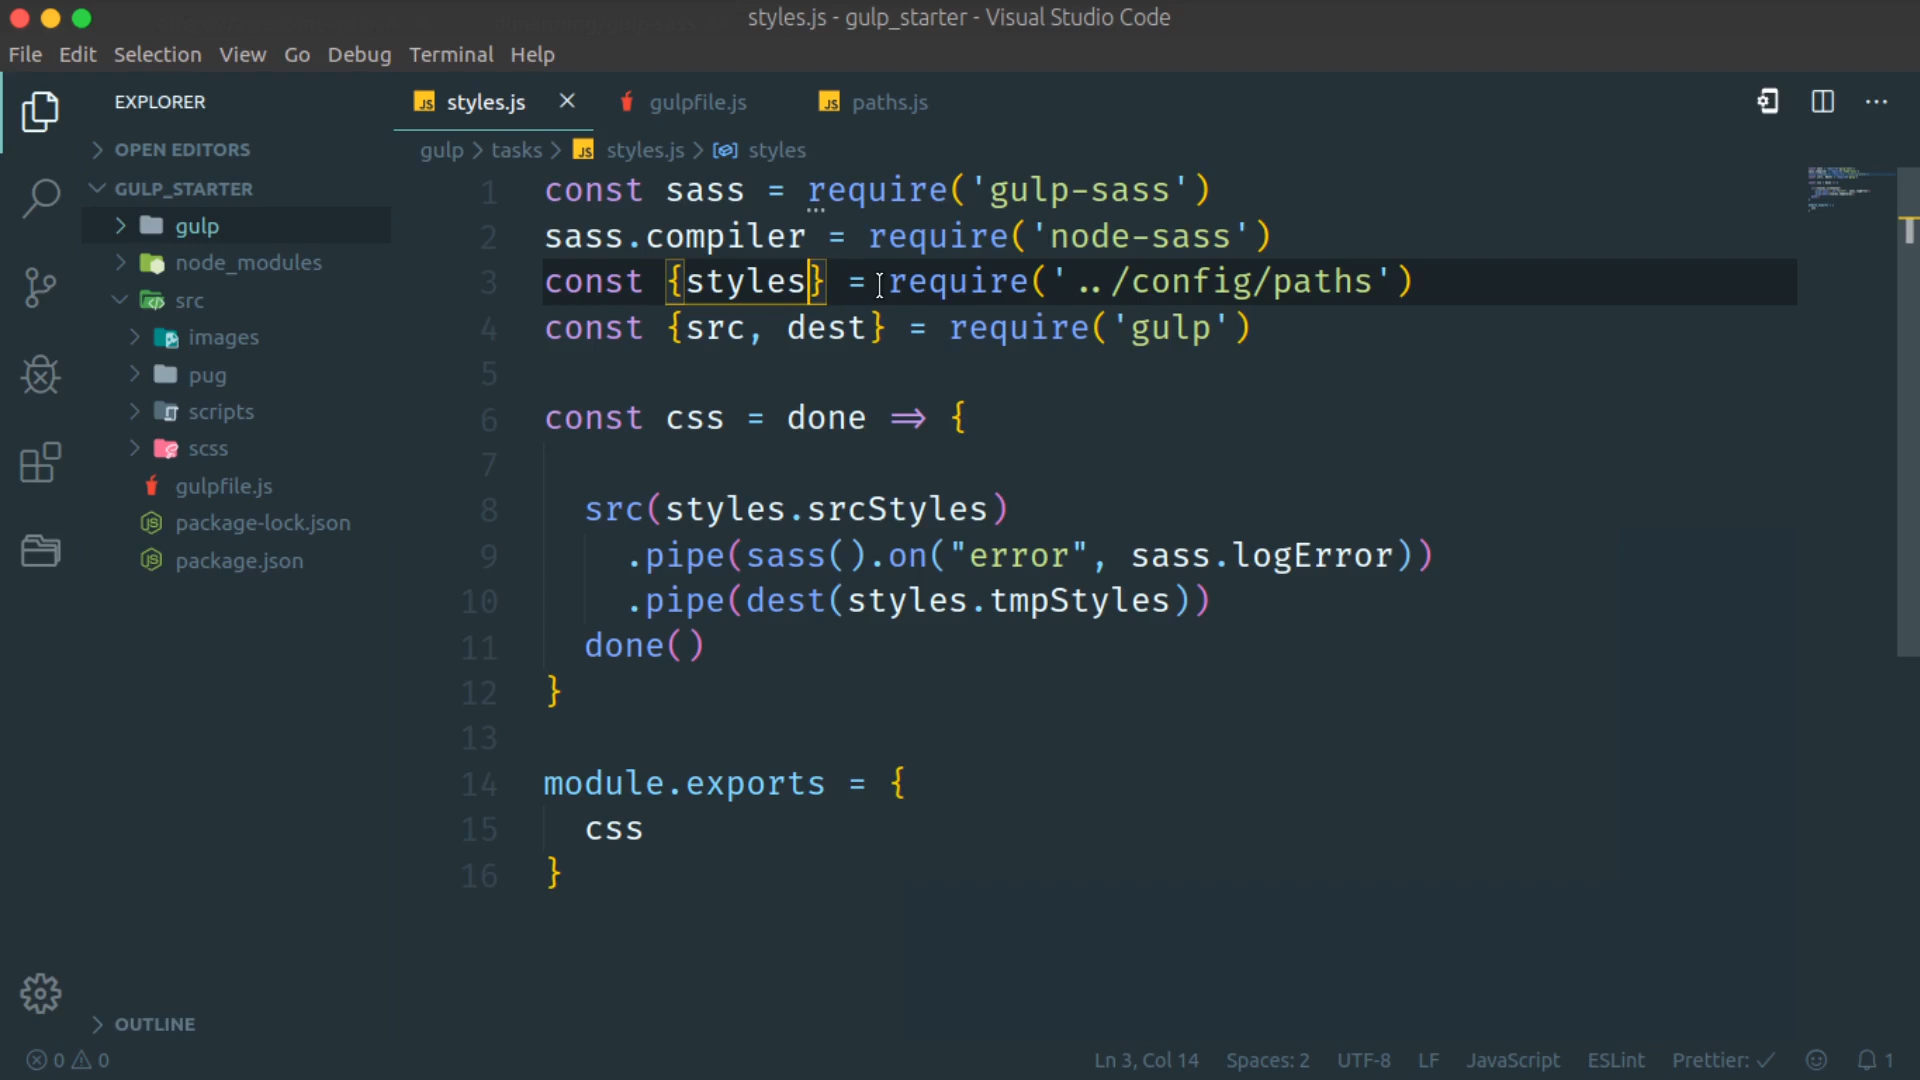 styles.js - gulp_starter - Visual Studio Code
File Edit Selection View Go Debug Terminal Help
EXPLORER
OPEN EDITORS
GULP_STARTER
gulp
node_modules
src
images
pug
scripts
scss
gulpfile.js
package-lock.json
package.json
OUTLINE
JS styles.js gulpfile.js JS paths.js
gulp > tasks > JS styles.js > styles
1 const sass = require('gulp-sass')
2 sass.compiler = require('node-sass')
3 const {styles} = require('../config/paths')
4 const {src, dest} = require('gulp')
5
6 const css = done => {
7
8 src(styles.srcStyles)
9 .pipe(sass().on("error", sass.logError))
10 .pipe(dest(styles.tmpStyles))
11 done()
12 }
13
14 module.exports = {
15 css
16 }
0 0 Ln 3, Col 14 Spaces: 2 UTF-8 LF JavaScript ESLint Prettier: ✓ 1